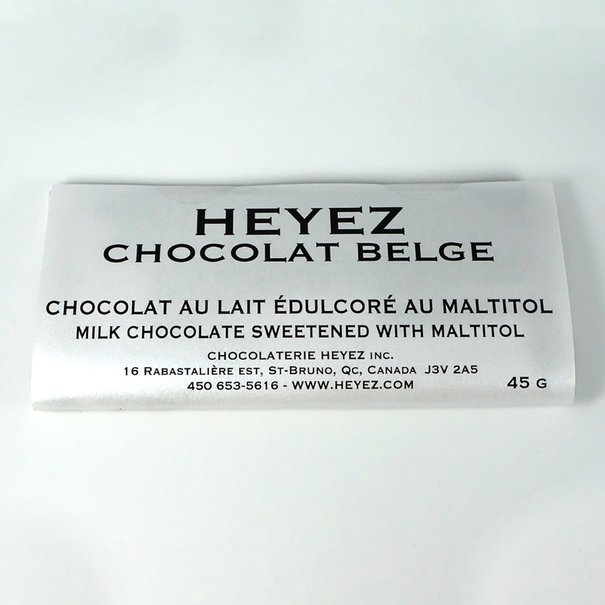 HEYEZ
CHOCOLAT BELGE
CHOCOLAT AU LAIT ÉDULCORÉ AU MALTITOL
MILK CHOCOLATE SWEETENED WITH MALTITOL
CHOCOLATERIE HEYEZ INC.
16 RABASTALIÈRE EST, ST-BRUNO, QC, CANADA J3V 2A5
450 653-5616 - WWW.HEYEZ.COM
45 G